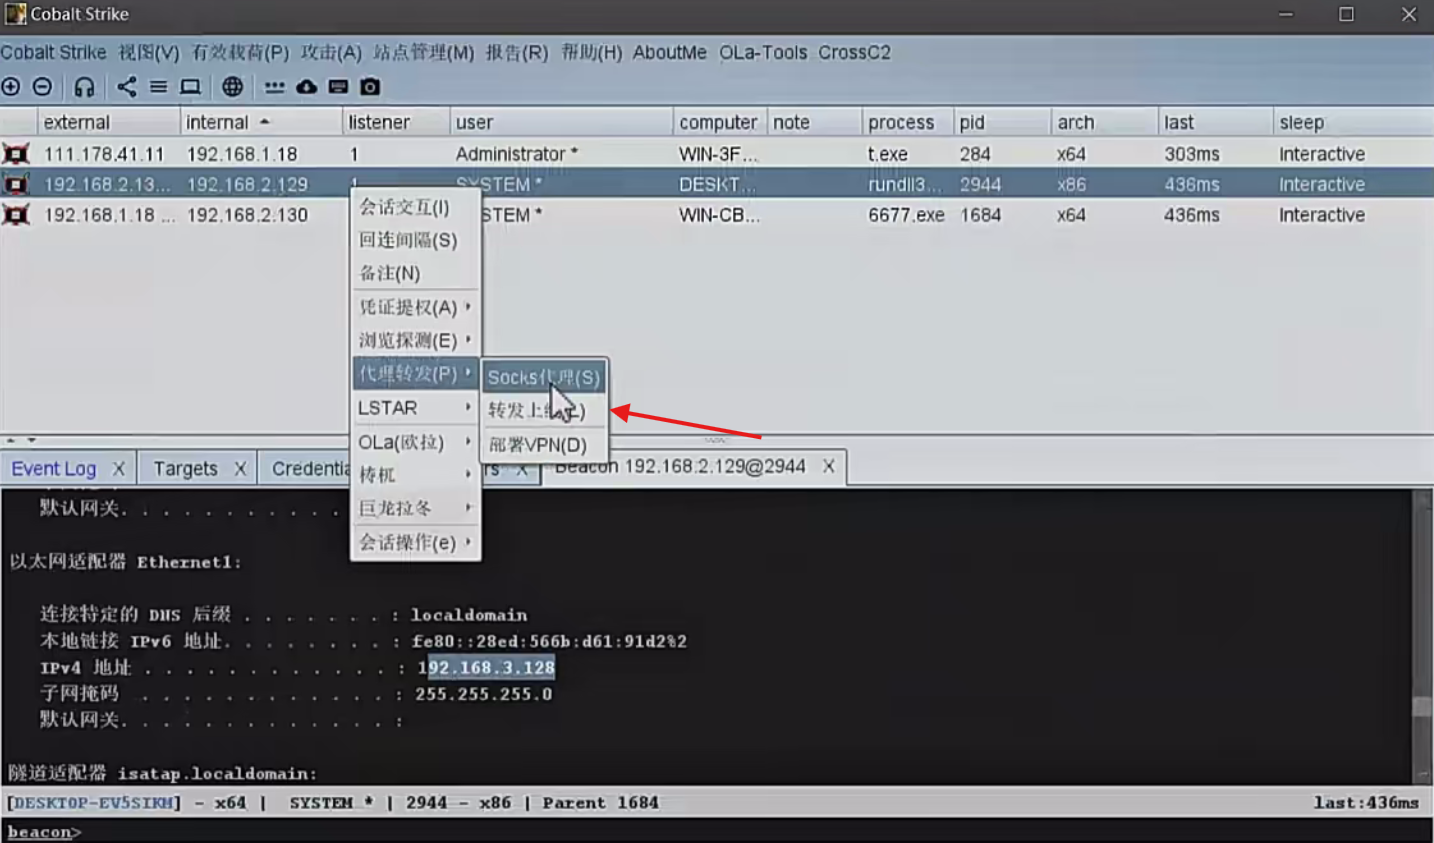 Cobalt Strike
Cobalt Strike 视图(V) 有效载荷(P) 攻击(A) 站点管理(M) 报告(R) 帮助(H) AboutMe OLa-Tools CrossC2
external internal listener user computer note process pid arch last sleep
111.178.41.11 192.168.1.18 1 Administrator * WIN-3F... t.exe 284 x64 303ms Interactive
192.168.2.13... 192.168.2.129 1 SYSTEM * DESKT... rundll3... 2944 x86 436ms Interactive
192.168.1.18 ... 192.168.2.130 STEM * WIN-CB... 6677.exe 1684 x64 436ms Interactive
会话交互(I)
回连间隔(S)
备注(N)
凭证提权(A)
浏览探测(E)
代理转发(P)
LSTAR
OLa(欧拉)
梼杌
巨龙拉冬
会话操作(e)
Socks代理(S)
转发上
部署VPN(D)
Event Log X Targets X Credentia rs X Beacon 192.168.2.129@2944 X
默认网关. . . . . . . . . . . .
以太网适配器 Ethernet1:
连接特定的 DNS 后缀 . . . . . . . : localdomain
本地链接 IPv6 地址. . . . . . . . : fe80::28ed:566b:d61:91d2%2
IPv4 地址 . . . . . . . . . . . . : 192.168.3.128
子网掩码 . . . . . . . . . . . . : 255.255.255.0
默认网关. . . . . . . . . . . . . :
隧道适配器 isatap.localdomain:
[DESKTOP-EV5SIKM] - x64 | SYSTEM * | 2944 - x86 | Parent 1684 last:436ms
beacon>